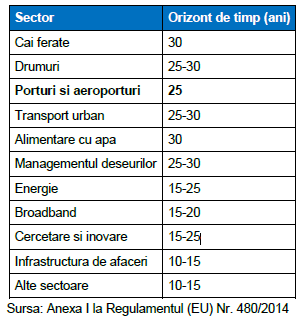 Sector Orizont de timp (ani)
Cai ferate 30
Drumuri 25-30
Porturi si aeroporturi 25
Transport urban 25-30
Alimentare cu apa 30
Managementul deseurilor 25-30
Energie 15-25
Broadband 15-20
Cercetare si inovare 15-25
Infrastructura de afaceri 10-15
Alte sectoare 10-15
Sursa: Anexa I la Regulamentul (EU) Nr. 480/2014